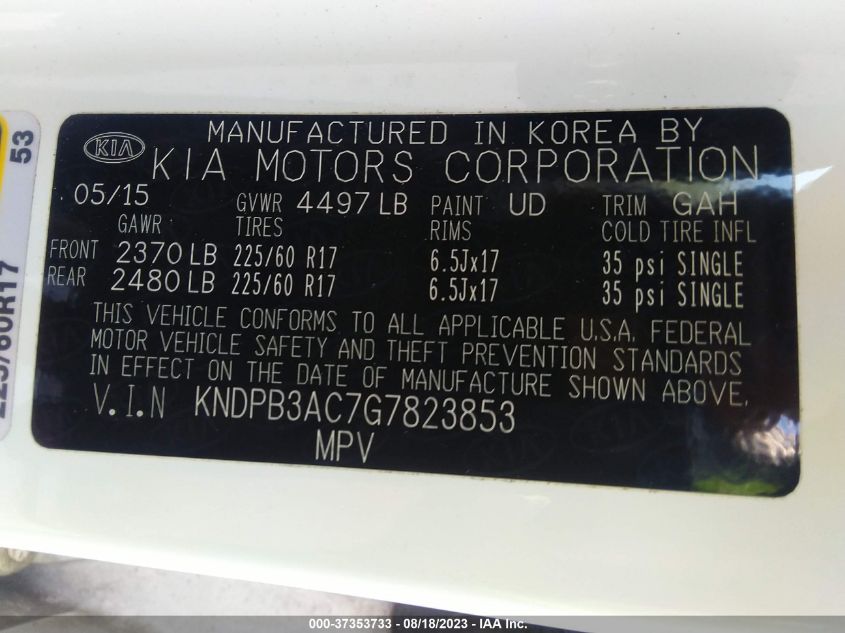 53
225/60R17
KIA
MANUFACTURED IN KOREA BY
KIA MOTORS CORPORATION
05/15 GVWR 4497 LB PAINT UD TRIM GAH
GAWR TIRES RIMS COLD TIRE INFL
FRONT 2370 LB 225/60 R17 6.5Jx17 35 psi SINGLE
REAR 2480 LB 225/60 R17 6.5Jx17 35 psi SINGLE
THIS VEHICLE CONFORMS TO ALL APPLICABLE U.S.A. FEDERAL
MOTOR VEHICLE SAFETY AND THEFT PREVENTION STANDARDS
IN EFFECT ON THE DATE OF MANUFACTURE SHOWN ABOVE.
V.I.N KNDPB3AC7G7823853
MPV
000-37353733 - 08/18/2023 - IAA Inc.